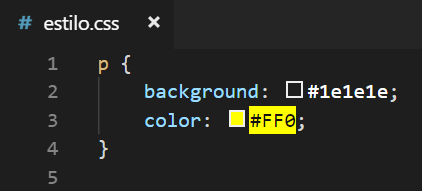 # estilo.css ×
1 p {
2 background: #1e1e1e;
3 color: #FF0;
4 }
5